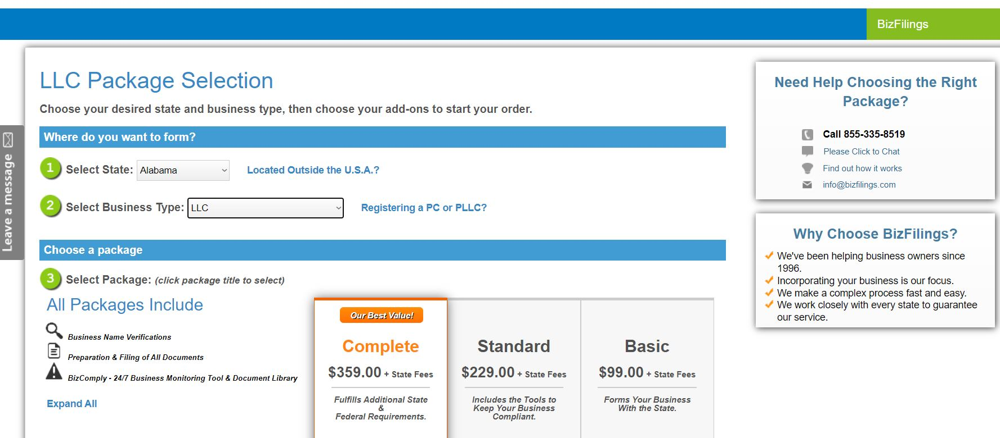 BizFilings
LLC Package Selection
Choose your desired state and business type, then choose your add-ons to start your order.
Where do you want to form?
1 Select State: Alabama Located Outside the U.S.A.?
2 Select Business Type: LLC Registering a PC or PLLC?
Choose a package
3 Select Package: (click package title to select)
All Packages Include
Business Name Verifications
Preparation & Filing of All Documents
BizComply - 24/7 Business Monitoring Tool & Document Library
Expand All
Our Best Value!
Complete
$359.00 + State Fees
Fulfills Additional State
&
Federal Requirements.
Standard
$229.00 + State Fees
Includes the Tools to
Keep Your Business
Compliant.
Basic
$99.00 + State Fees
Forms Your Business
With the State.
Leave a message
Need Help Choosing the Right
Package?
Call 855-335-8519
Please Click to Chat
Find out how it works
info@bizfilings.com
Why Choose BizFilings?
We've been helping business owners since
1996.
Incorporating your business is our focus.
We make a complex process fast and easy.
We work closely with every state to guarantee
our service.